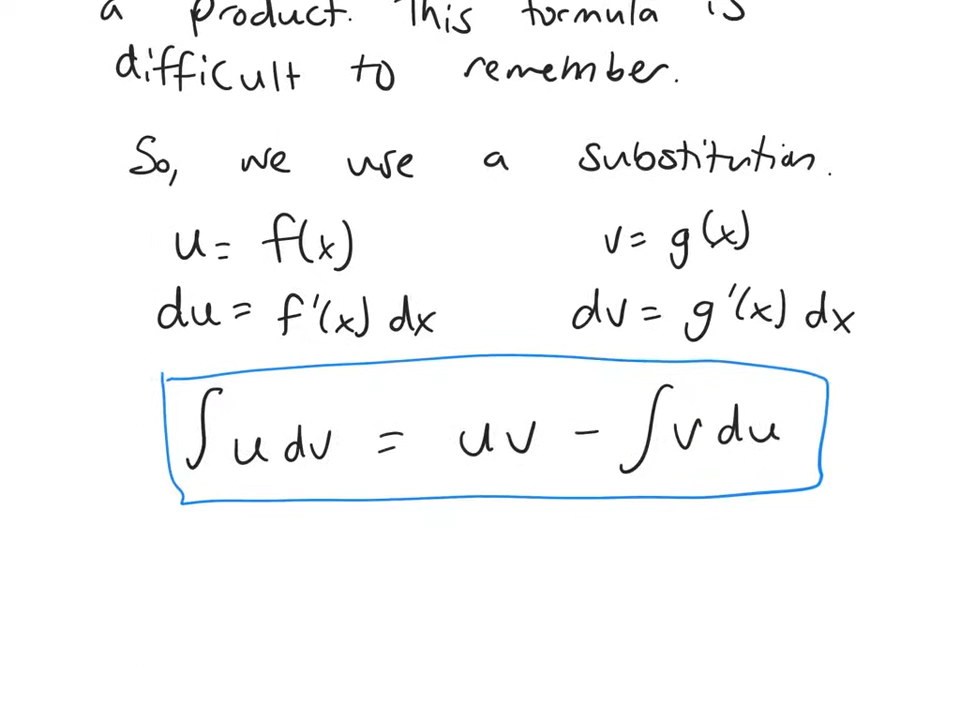 a product. This formula is
difficult to remember.
So, we use a substitution.
u = f(x) v = g(x)
du = f'(x) dx dv = g'(x) dx
∫ u dv = uv - ∫ v du